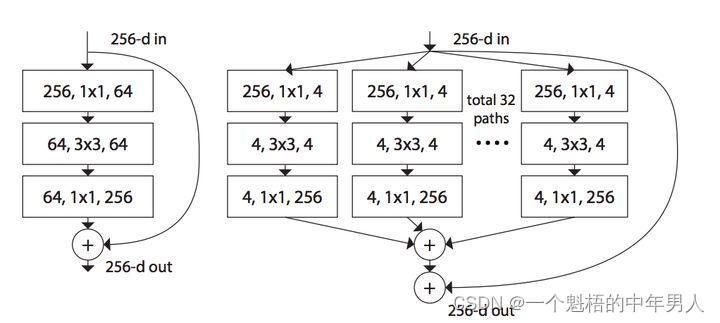 256-d in
256, 1x1, 64
64, 3x3, 64
64, 1x1, 256
+
256-d out
256-d in
256, 1x1, 4
256, 1x1, 4
total 32
paths
256, 1x1, 4
4, 3x3, 4
4, 3x3, 4
....
4, 3x3, 4
4, 1x1, 256
4, 1x1, 256
4, 1x1, 256
+
+
256-d out
CSDN @一个魁梧的中年男人